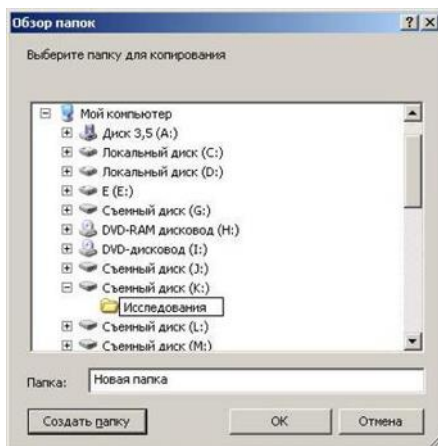 Обзор папок
Выберите папку для копирования
Мой компьютер
Диск 3,5 (A:)
Локальный диск (C:)
Локальный диск (D:)
E (E:)
Съемный диск (G:)
DVD-RAM дисковод (H:)
DVD-дисковод (I:)
Съемный диск (J:)
Съемный диск (K:)
Исследования
Съемный диск (L:)
Съемный диск (M:)
Папка: Новая папка
Создать папку OK Отмена